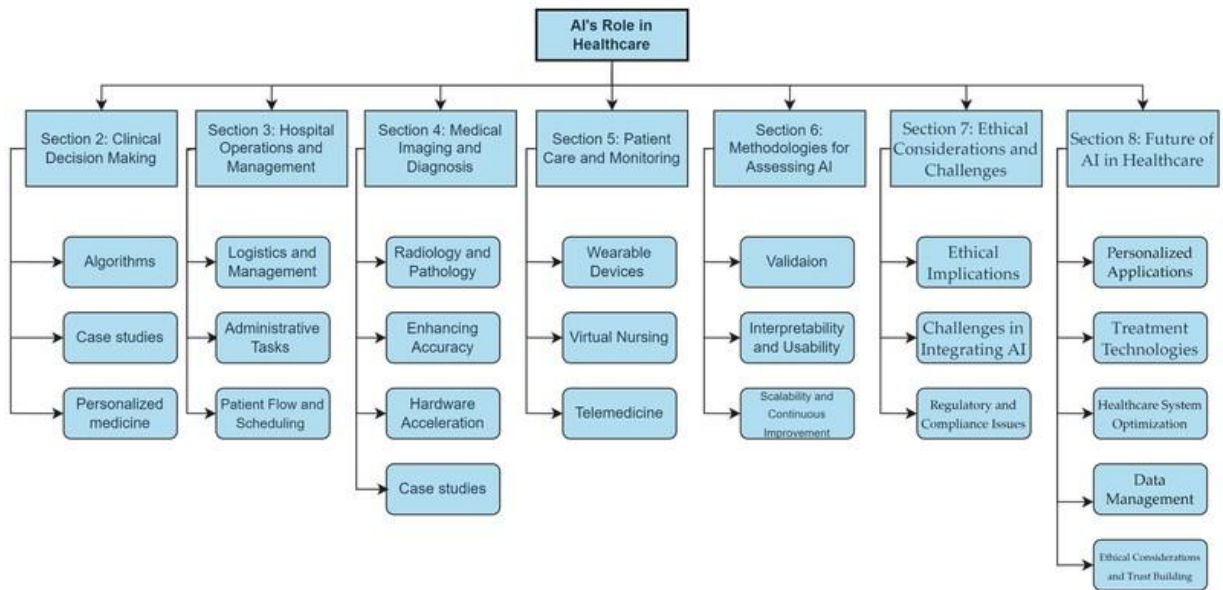 AI's Role in
Healthcare
Section 2: Clinical
Decision Making
Section 3: Hospital
Operations and
Management
Section 4: Medical
Imaging and
Diagnosis
Section 5: Patient
Care and Monitoring
Section 6:
Methodologies for
Assessing AI
Section 7: Ethical
Considerations and
Challenges
Section 8: Future of
AI in Healthcare
Algorithms
Case studies
Personalized
medicine
Logistics and
Management
Administrative
Tasks
Patient Flow and
Scheduling
Radiology and
Pathology
Enhancing
Accuracy
Hardware
Acceleration
Case studies
Wearable
Devices
Virtual Nursing
Telemedicine
Validaion
Interpretability
and Usability
Scalability and
Continuous
Improvement
Ethical
Implications
Challenges in
Integrating AI
Regulatory and
Compliance Issues
Personalized
Applications
Treatment
Technologies
Healthcare System
Optimization
Data
Management
Ethical Considerations
and Trust Building